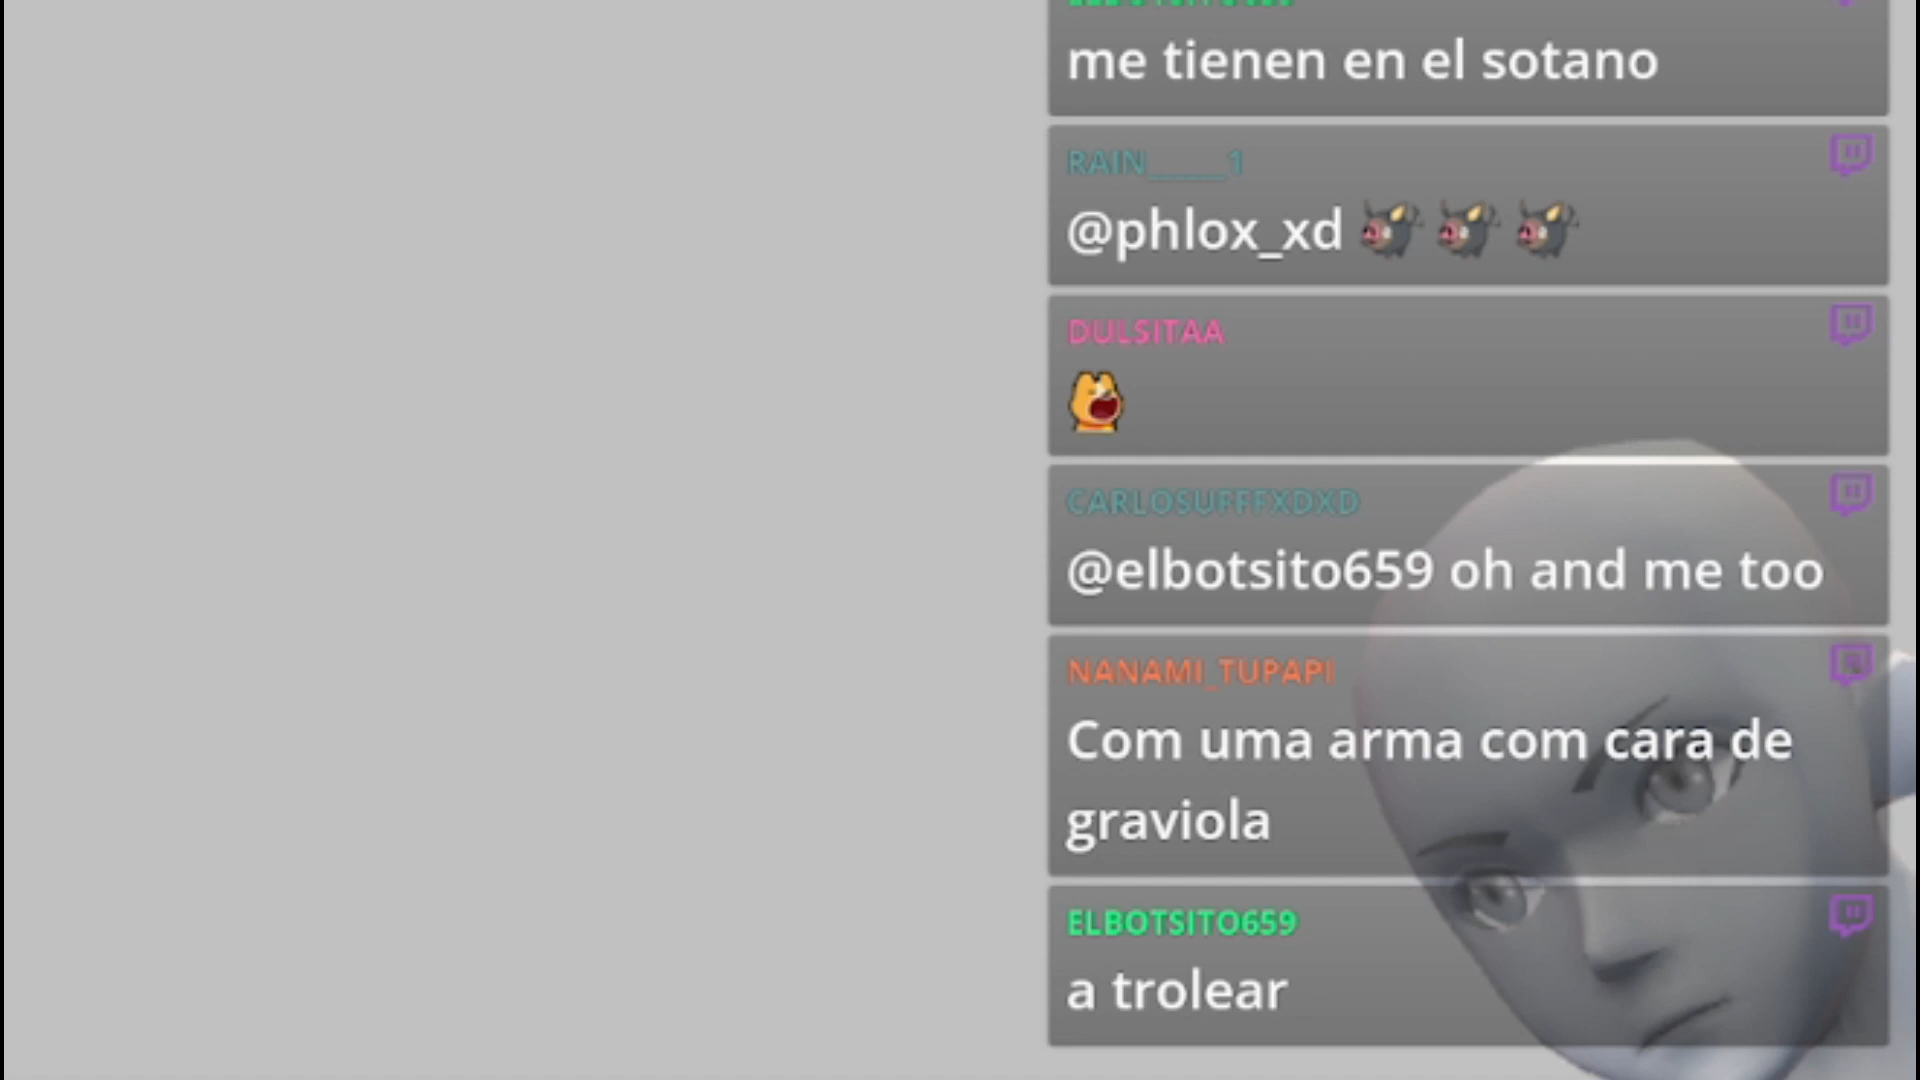 me tienen en el sotano
RAIN_____1
@phlox_xd
DULSITAA
CARLOSUFFFXDXD
@elbotsito659 oh and me too
NANAMI_TUPAPI
Com uma arma com cara de
graviola
ELBOTSITO659
a trolear